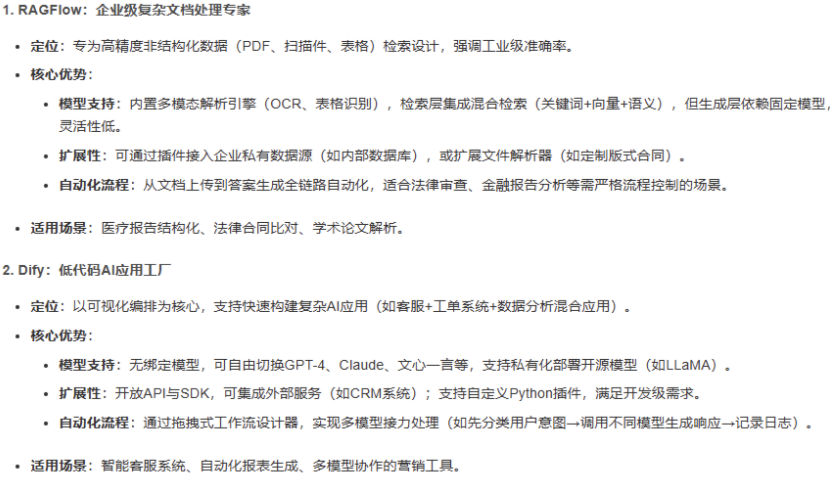 1. RAGFlow：企业级复杂文档处理专家
• 定位：专为高精度非结构化数据（PDF、扫描件、表格）检索设计，强调工业级准确率。
• 核心优势：
• 模型支持：内置多模态解析引擎（OCR、表格识别），检索层集成混合检索（关键词+向量+语义），但生成层依赖固定模型，
灵活性低。
• 扩展性：可通过插件接入企业私有数据源（如内部数据库），或扩展文件解析器（如定制版式合同）。
• 自动化流程：从文档上传到答案生成全链路自动化，适合法律审查、金融报告分析等需严格流程控制的场景。
• 适用场景：医疗报告结构化、法律合同比对、学术论文解析。
2. Dify：低代码AI应用工厂
• 定位：以可视化编排为核心，支持快速构建复杂AI应用（如客服+工单系统+数据分析混合应用）。
• 核心优势：
• 模型支持：无绑定模型，可自由切换GPT-4、Claude、文心一言等，支持私有化部署开源模型（如LLaMA）。
• 扩展性：开放API与SDK，可集成外部服务（如CRM系统）；支持自定义Python插件，满足开发级需求。
• 自动化流程：通过拖拽式工作流设计器，实现多模型接力处理（如先分类用户意图→调用不同模型生成响应→记录日志）。
• 适用场景：智能客服系统、自动化报表生成、多模型协作的营销工具。